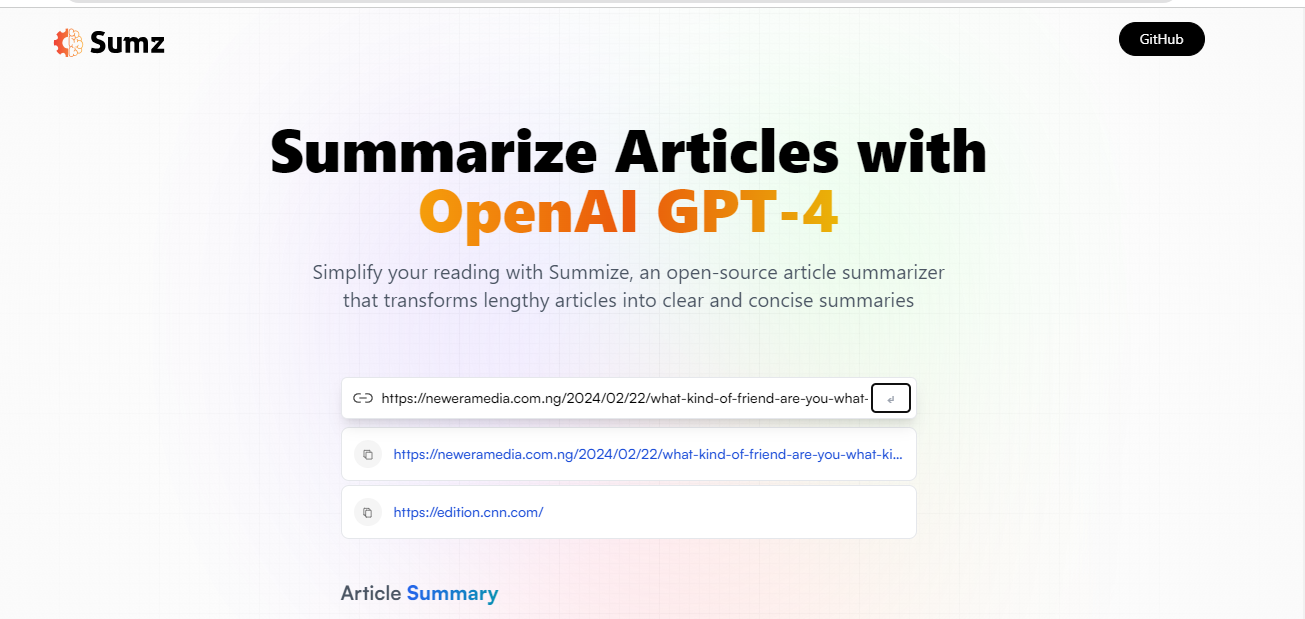 Sumz
GitHub
Summarize Articles with
OpenAI GPT-4
Simplify your reading with Summize, an open-source article summarizer
that transforms lengthy articles into clear and concise summaries
https://neweramedia.com.ng/2024/02/22/what-kind-of-friend-are-you-what-
https://neweramedia.com.ng/2024/02/22/what-kind-of-friend-are-you-what-ki...
https://edition.cnn.com/
Article Summary